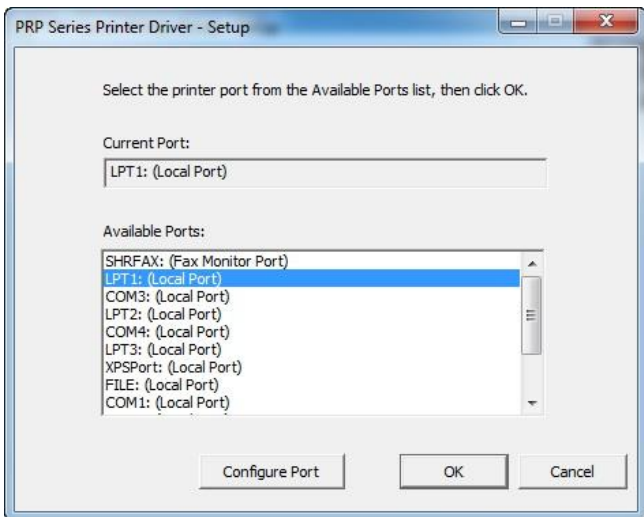 PRP Series Printer Driver - Setup
Select the printer port from the Available Ports list, then click OK.
Current Port:
LPT1: (Local Port)
Available Ports:
SHRFAX: (Fax Monitor Port)
LPT1: (Local Port)
COM3: (Local Port)
LPT2: (Local Port)
COM4: (Local Port)
LPT3: (Local Port)
XPSPort: (Local Port)
FILE: (Local Port)
COM1: (Local Port)
Configure Port
OK
Cancel